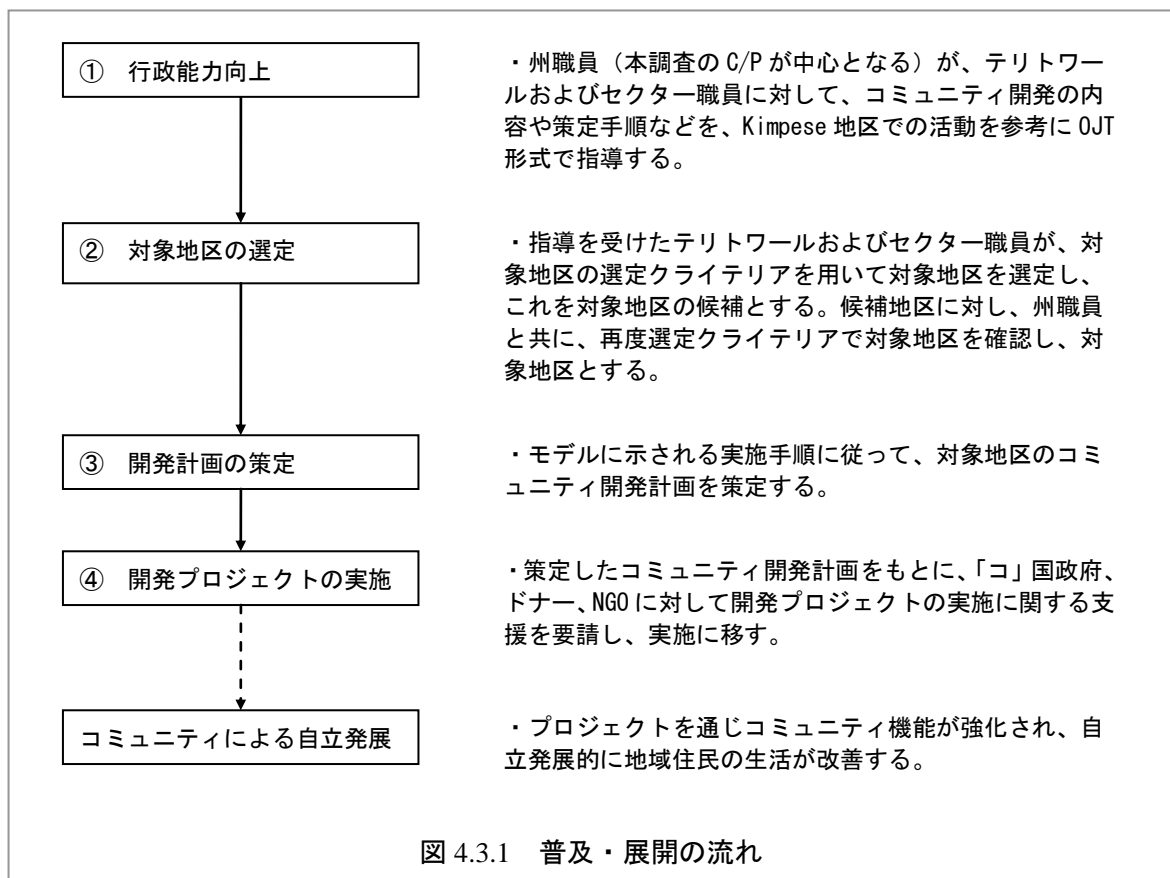 ① 行政能力向上
・州職員（本調査の C/P が中心となる）が、テリトワー
ルおよびセクター職員に対して、コミュニティ開発の内
容や策定手順などを、Kimpese 地区での活動を参考に OJT
形式で指導する。
② 対象地区の選定
・指導を受けたテリトワールおよびセクター職員が、対
象地区の選定クライテリアを用いて対象地区を選定し、
これを対象地区の候補とする。候補地区に対し、州職員
と共に、再度選定クライテリアで対象地区を確認し、対
象地区とする。
③ 開発計画の策定
・モデルに示される実施手順に従って、対象地区のコミ
ュニティ開発計画を策定する。
④ 開発プロジェクトの実施
・策定したコミュニティ開発計画をもとに、「コ」国政府、
ドナー、NGO に対して開発プロジェクトの実施に関する支
援を要請し、実施に移す。
コミュニティによる自立発展
・プロジェクトを通じコミュニティ機能が強化され、自
立発展的に地域住民の生活が改善する。
図 4.3.1 普及・展開の流れ